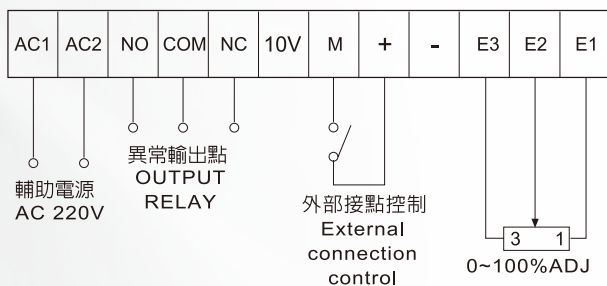 AC1 AC2 NO COM NC 10V M + - E3 E2 E1
異常輸出點
OUTPUT
RELAY
輔助電源
AC 220V
外部接點控制
External
connection
control
3 1
0~100%ADJ